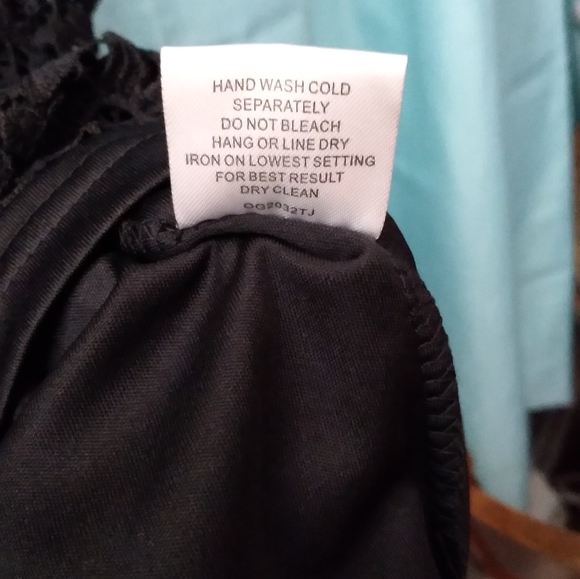 HAND WASH COLD
SEPARATELY
DO NOT BLEACH
HANG OR LINE DRY
IRON ON LOWEST SETTING
FOR BEST RESULT
DRY CLEAN
DG2032TJ